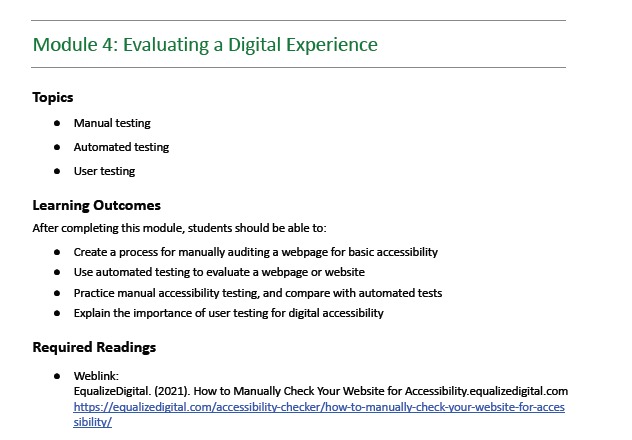 Module 4: Evaluating a Digital Experience
Topics
● Manual testing
● Automated testing
● User testing
Learning Outcomes
After completing this module, students should be able to:
● Create a process for manually auditing a webpage for basic accessibility
● Use automated testing to evaluate a webpage or website
● Practice manual accessibility testing, and compare with automated tests
● Explain the importance of user testing for digital accessibility
Required Readings
● Weblink:
EqualizeDigital. (2021). How to Manually Check Your Website for Accessibility.equalizedigital.com
https://equalizedigital.com/accessibility-checker/how-to-manually-check-your-website-for-acces
sibility/